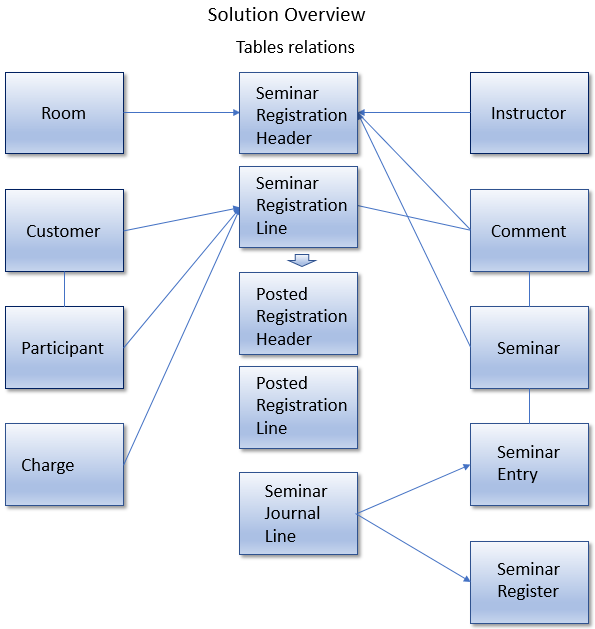 Solution Overview
Tables relations
Room
Seminar
Registration
Header
Instructor
Customer
Seminar
Registration
Line
Comment
Participant
Posted
Registration
Header
Seminar
Charge
Posted
Registration
Line
Seminar
Entry
Seminar
Journal
Line
Seminar
Register